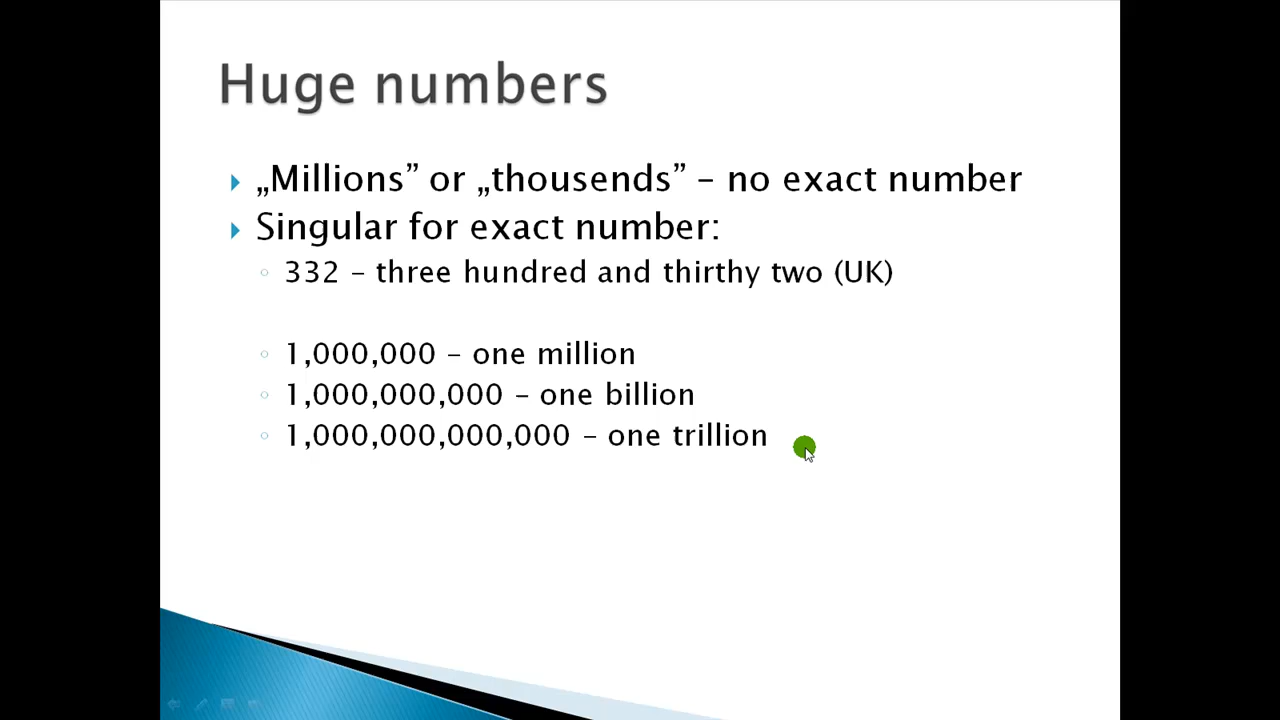 Huge numbers
„Millions” or „thousends” – no exact number
Singular for exact number:
332 – three hundred and thirthy two (UK)
1,000,000 – one million
1,000,000,000 – one billion
1,000,000,000,000 – one trillion